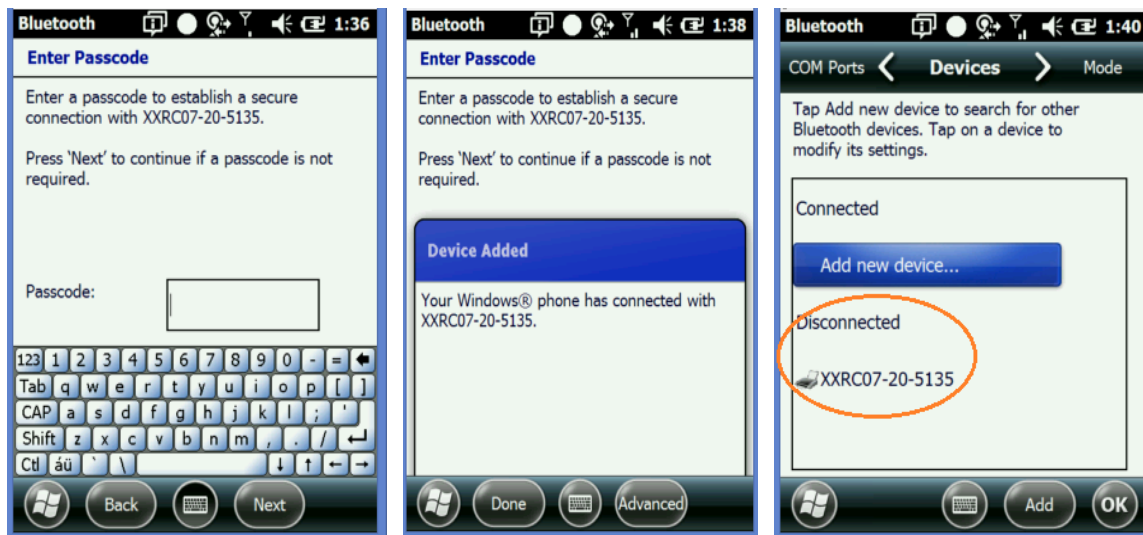 Bluetooth 1:36
Enter Passcode
Enter a passcode to establish a secure
connection with XXRC07-20-5135.
Press 'Next' to continue if a passcode is not
required.
Passcode:
123 1 2 3 4 5 6 7 8 9 0 - =
Tab q w e r t y u i o p [ ]
CAP a s d f g h j k l ; '
Shift z x c v b n m , . /
Ctl áü ` \
Back Next
Bluetooth 1:38
Enter Passcode
Enter a passcode to establish a secure
connection with XXRC07-20-5135.
Press 'Next' to continue if a passcode is not
required.
Device Added
Your Windows® phone has connected with
XXRC07-20-5135.
Done Advanced
Bluetooth 1:40
COM Ports Devices Mode
Tap Add new device to search for other
Bluetooth devices. Tap on a device to
modify its settings.
Connected
Add new device...
Disconnected
XXRC07-20-5135
Add OK